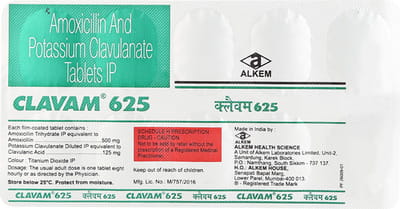 Amoxicillin And
Potassium Clavulanate
Tablets IP
ALKEM
CLAVAM® 625
क्लैवम 625
Each film-coated tablet contains :
Amoxicillin Trihydrate IP equivalent to
Amoxicillin ... 500 mg
Potassium Clavulanate Diluted IP equivalent to
Clavulanic Acid ... 125 mg
Colour : Titanium Dioxide IP
Dosage: The usual adult dose is one tablet eight
hourly or as directed by the Physician.
Store below 25°C. Protect from moisture.
SCHEDULE H PRESCRIPTION
DRUG - CAUTION
Not to be sold by retail without the
prescription of a Registered Medical
Practitioner.
Keep out of reach of children.
Mfg. Lic. No.: M/757/2016
Made in India by :
ALKEM
ALKEM HEALTH SCIENCE
A Unit of Alkem Laboratories Limited, Unit-2,
Samardung, Karek Block,
P.O.: Namthang, South Sikkim - 737 137
H.O.: ALKEM HOUSE,
Senapati Bapat Marg,
Lower Parel, Mumbai-400 013.
® - Registered Trade Mark
CLAVAM® 625 क्लैवम 625 CLAVAM® 625 क्लैवम 625